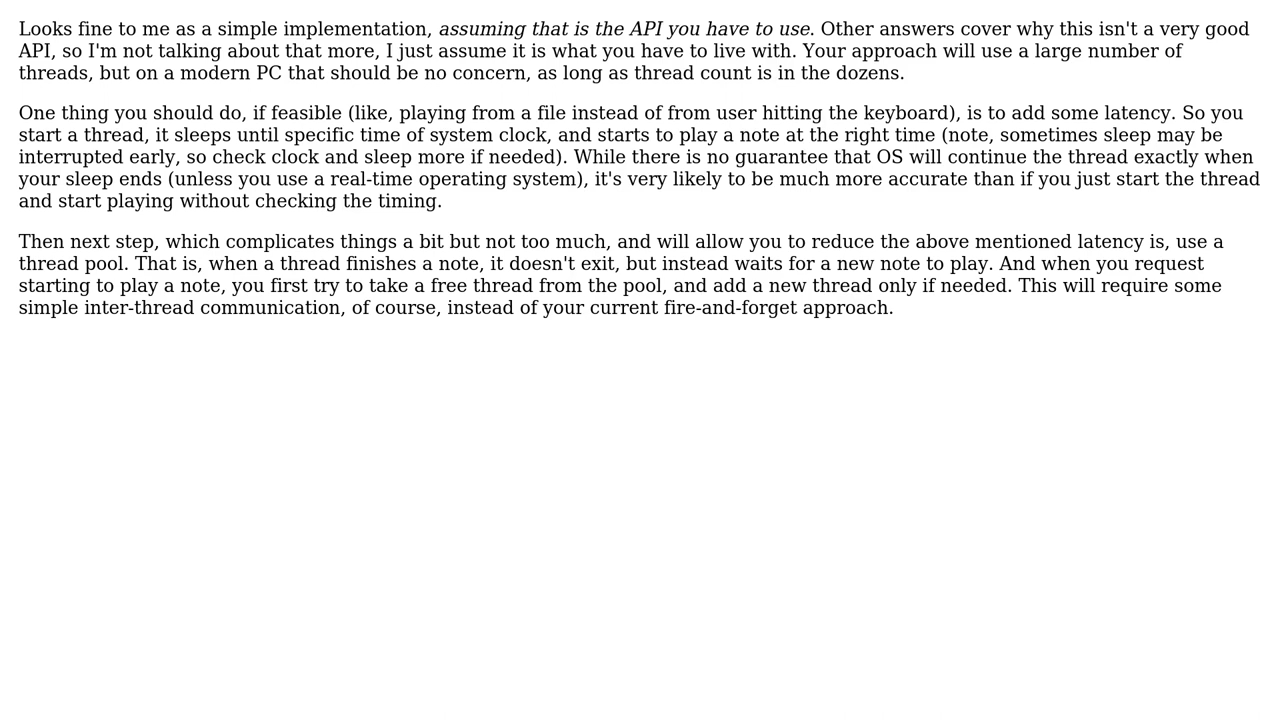 Looks fine to me as a simple implementation, assuming that is the API you have to use. Other answers cover why this isn't a very good
API, so I'm not talking about that more, I just assume it is what you have to live with. Your approach will use a large number of
threads, but on a modern PC that should be no concern, as long as thread count is in the dozens.
One thing you should do, if feasible (like, playing from a file instead of from user hitting the keyboard), is to add some latency. So you
start a thread, it sleeps until specific time of system clock, and starts to play a note at the right time (note, sometimes sleep may be
interrupted early, so check clock and sleep more if needed). While there is no guarantee that OS will continue the thread exactly when
your sleep ends (unless you use a real-time operating system), it's very likely to be much more accurate than if you just start the thread
and start playing without checking the timing.
Then next step, which complicates things a bit but not too much, and will allow you to reduce the above mentioned latency is, use a
thread pool. That is, when a thread finishes a note, it doesn't exit, but instead waits for a new note to play. And when you request
starting to play a note, you first try to take a free thread from the pool, and add a new thread only if needed. This will require some
simple inter-thread communication, of course, instead of your current fire-and-forget approach.